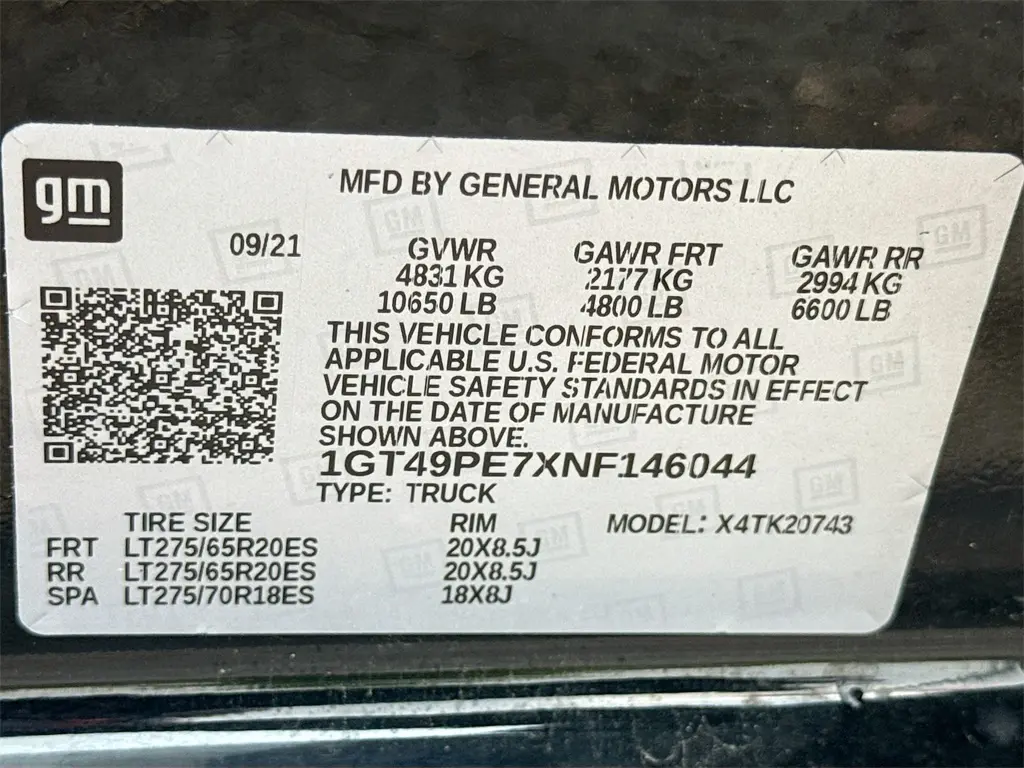 gm
MFD BY GENERAL MOTORS LLC
09/21 GVWR GAWR FRT GAWR RR
4831 KG 2177 KG 2994 KG
10650 LB 4800 LB 6600 LB
THIS VEHICLE CONFORMS TO ALL
APPLICABLE U.S. FEDERAL MOTOR
VEHICLE SAFETY STANDARDS IN EFFECT
ON THE DATE OF MANUFACTURE
SHOWN ABOVE.
1GT49PE7XNF146044
TYPE: TRUCK
TIRE SIZE RIM MODEL: X4TK20743
FRT LT275/65R20ES 20X8.5J
RR LT275/65R20ES 20X8.5J
SPA LT275/70R18ES 18X8J